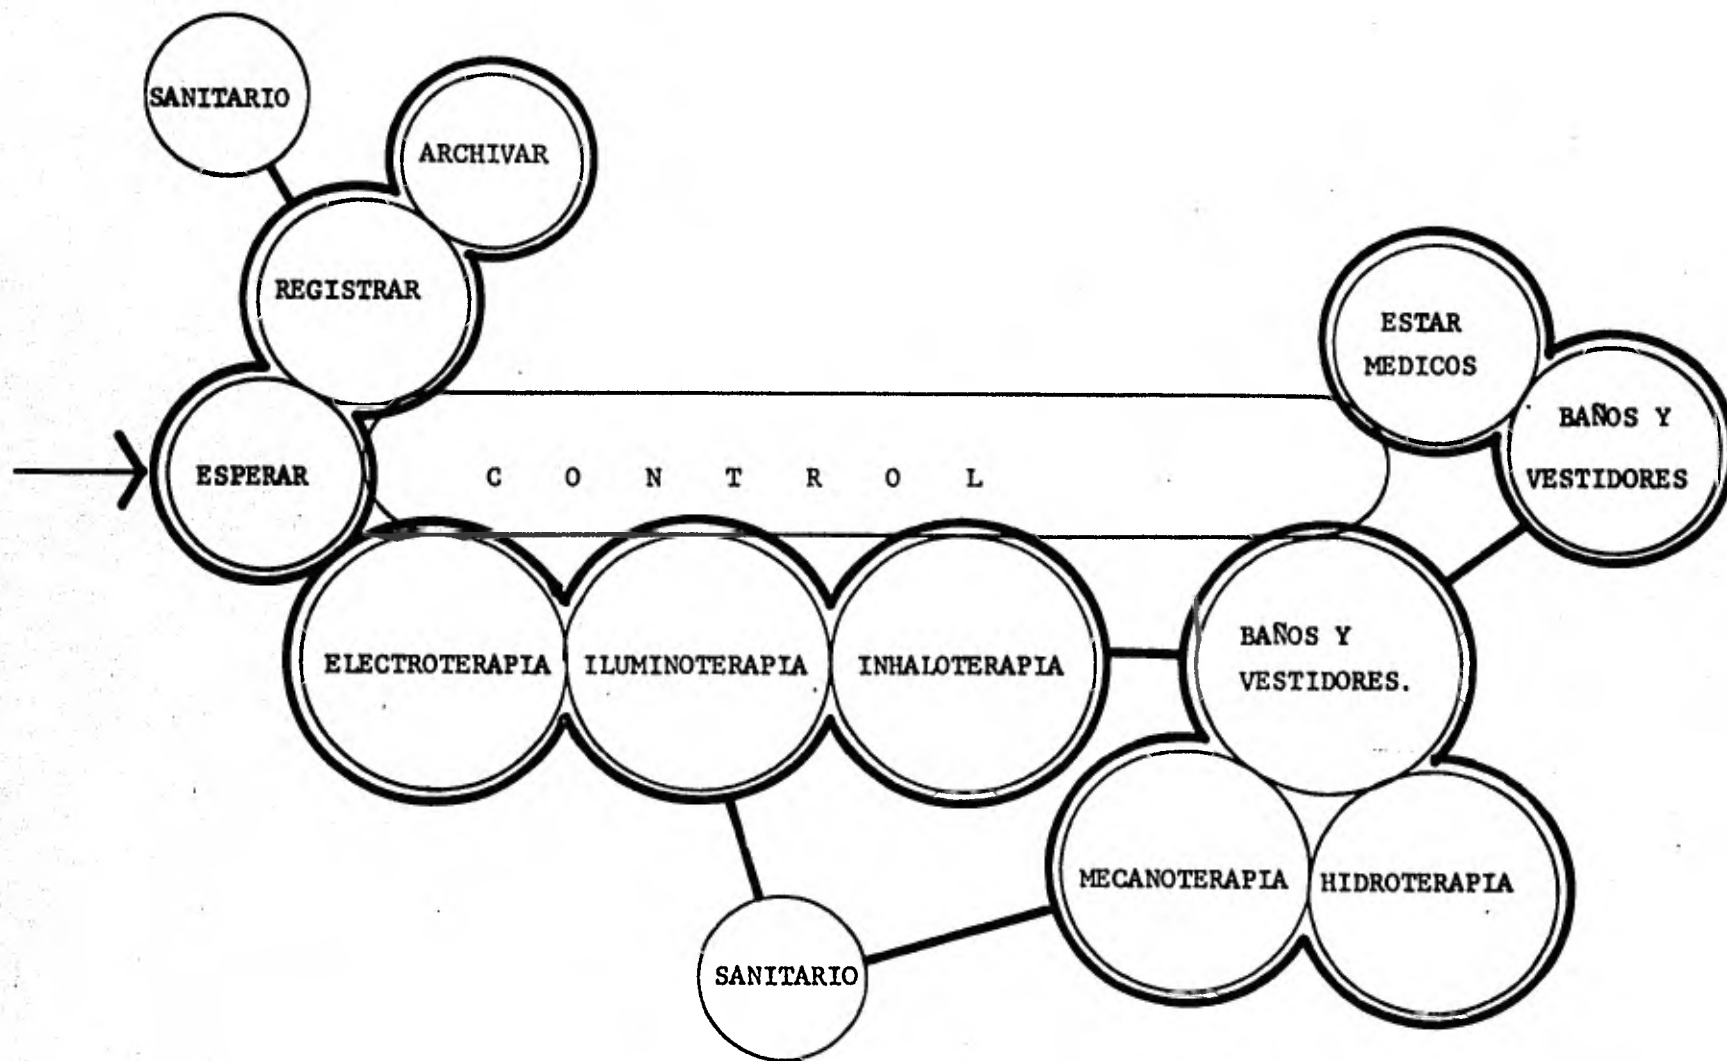 SANITARIO
ARCHIVAR
REGISTRAR
ESTAR
MEDICOS
BAÑOS Y
VESTIDORES
ESPERAR
C O N T R O L
ELECTROTERAPIA
ILUMINOTERAPIA
INHALOTERAPIA
BAÑOS Y
VESTIDORES.
MECANOTERAPIA
HIDROTERAPIA
SANITARIO